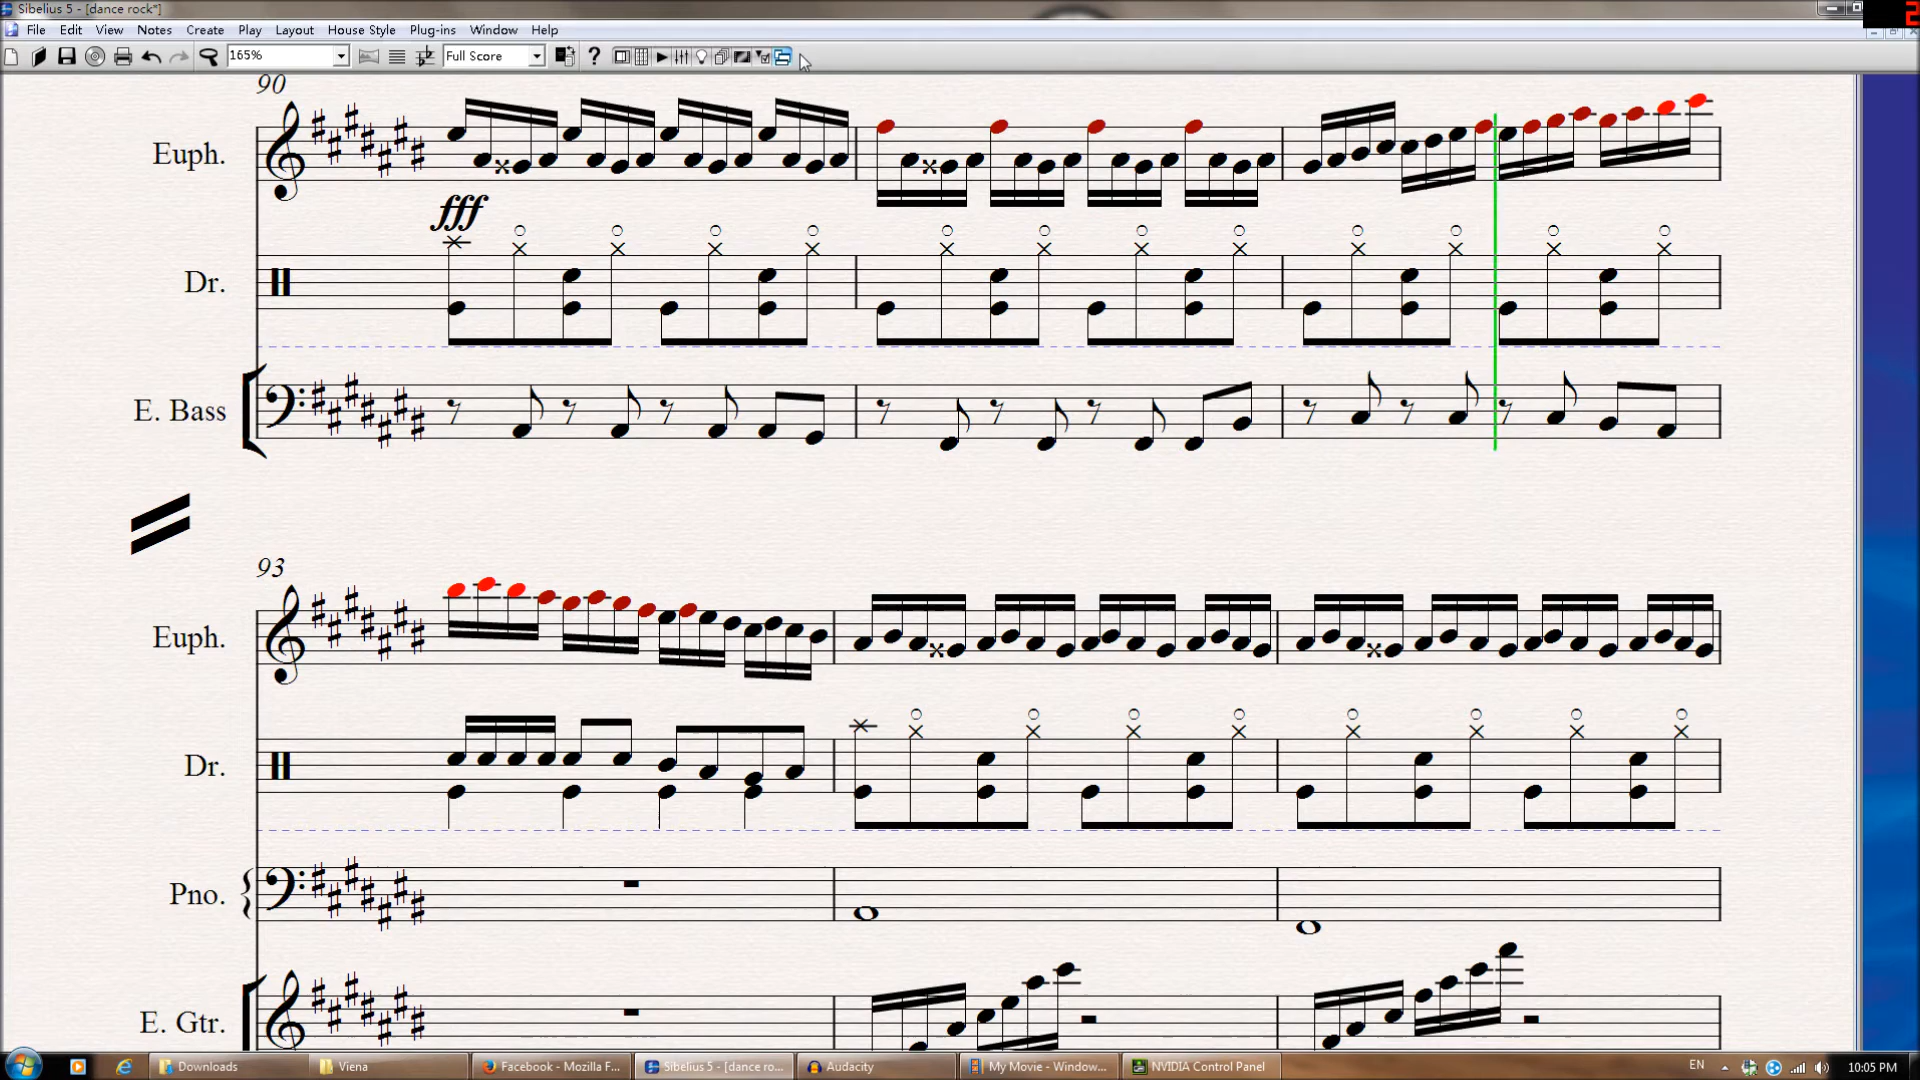 Sibelius 5 - [dance rock*]
File Edit View Notes Create Play Layout House Style Plug-ins Window Help
165% Full Score ?
90
Euph.
fff
Dr.
E. Bass
93
Euph.
Dr.
Pno.
E. Gtr.
Downloads Viena Facebook - Mozilla F... Sibelius 5 - [dance ro... Audacity My Movie - Window... NVIDIA Control Panel EN 10:05 PM